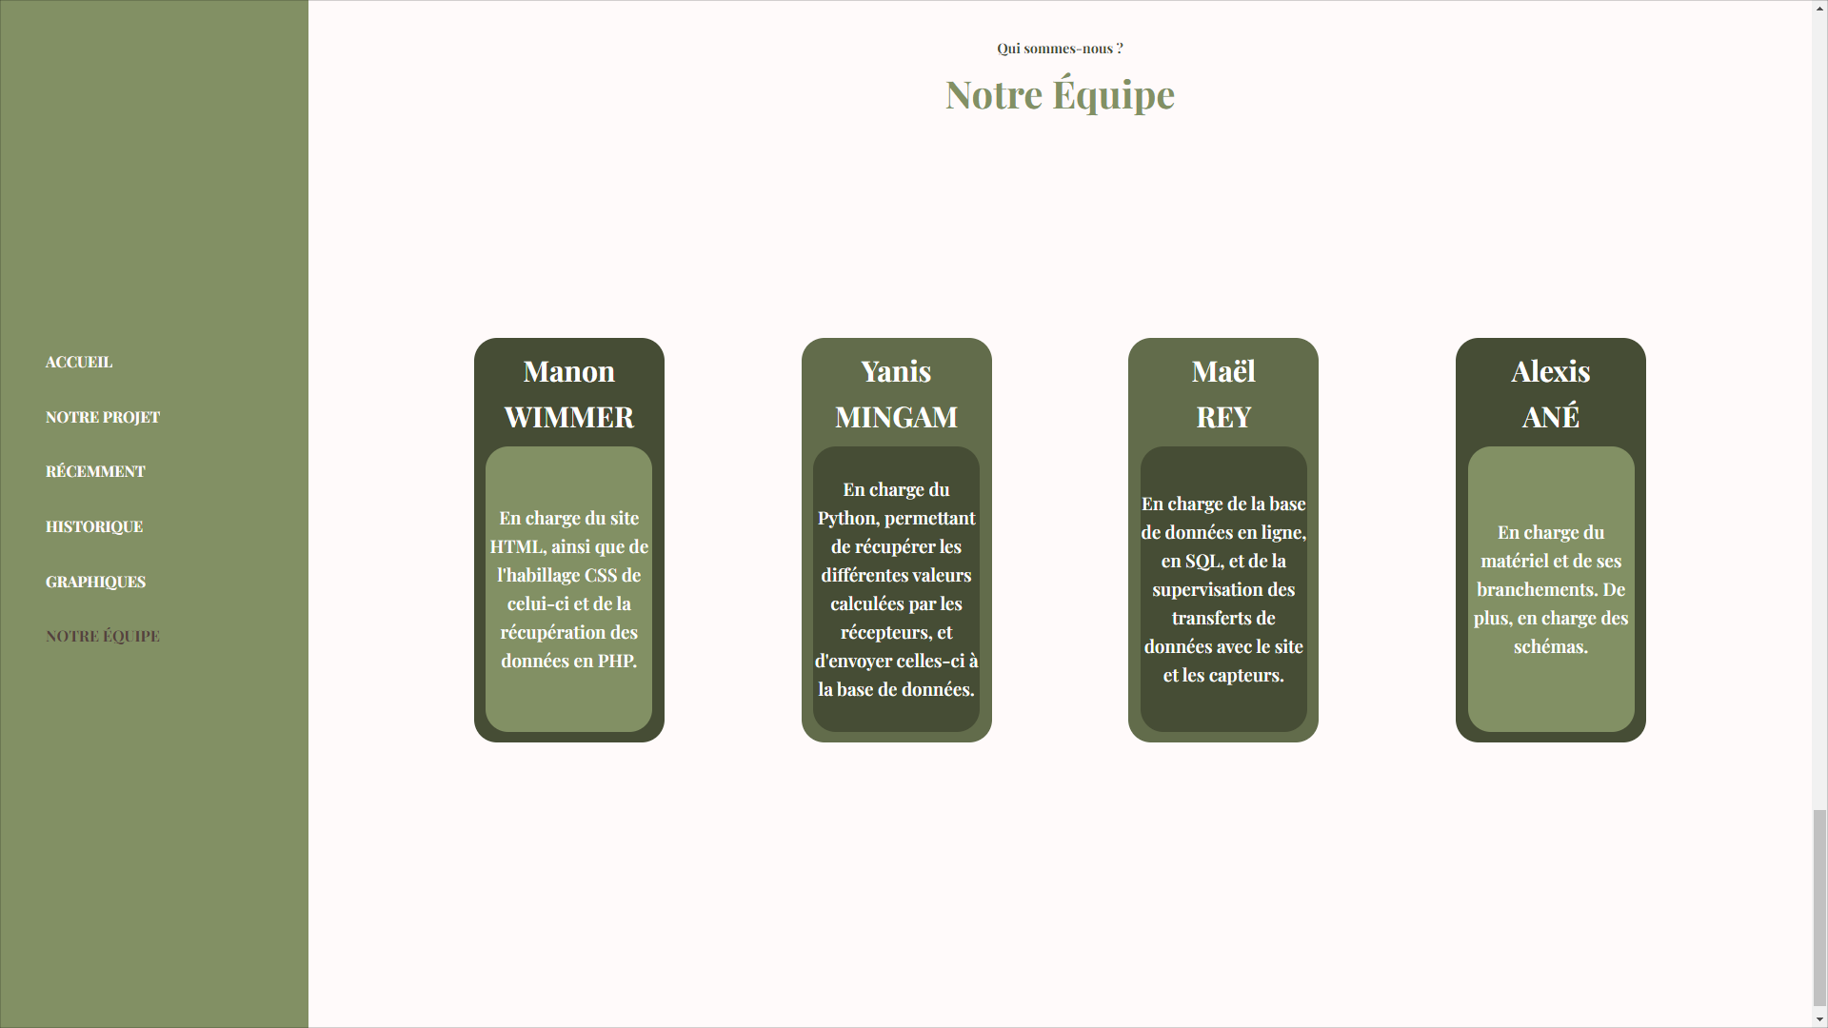 Qui sommes-nous ?
Notre Équipe
ACCUEIL
NOTRE PROJET
RÉCEMMENT
HISTORIQUE
GRAPHIQUES
NOTRE ÉQUIPE
Manon
WIMMER
En charge du site
HTML, ainsi que de
l'habillage CSS de
celui-ci et de la
récupération des
données en PHP.
Yanis
MINGAM
En charge du
Python, permettant
de récupérer les
différentes valeurs
calculées par les
récepteurs, et
d'envoyer celles-ci à
la base de données.
Maël
REY
En charge de la base
de données en ligne,
en SQL, et de la
supervision des
transferts de
données avec le site
et les capteurs.
Alexis
ANÉ
En charge du
matériel et de ses
branchements. De
plus, en charge des
schémas.